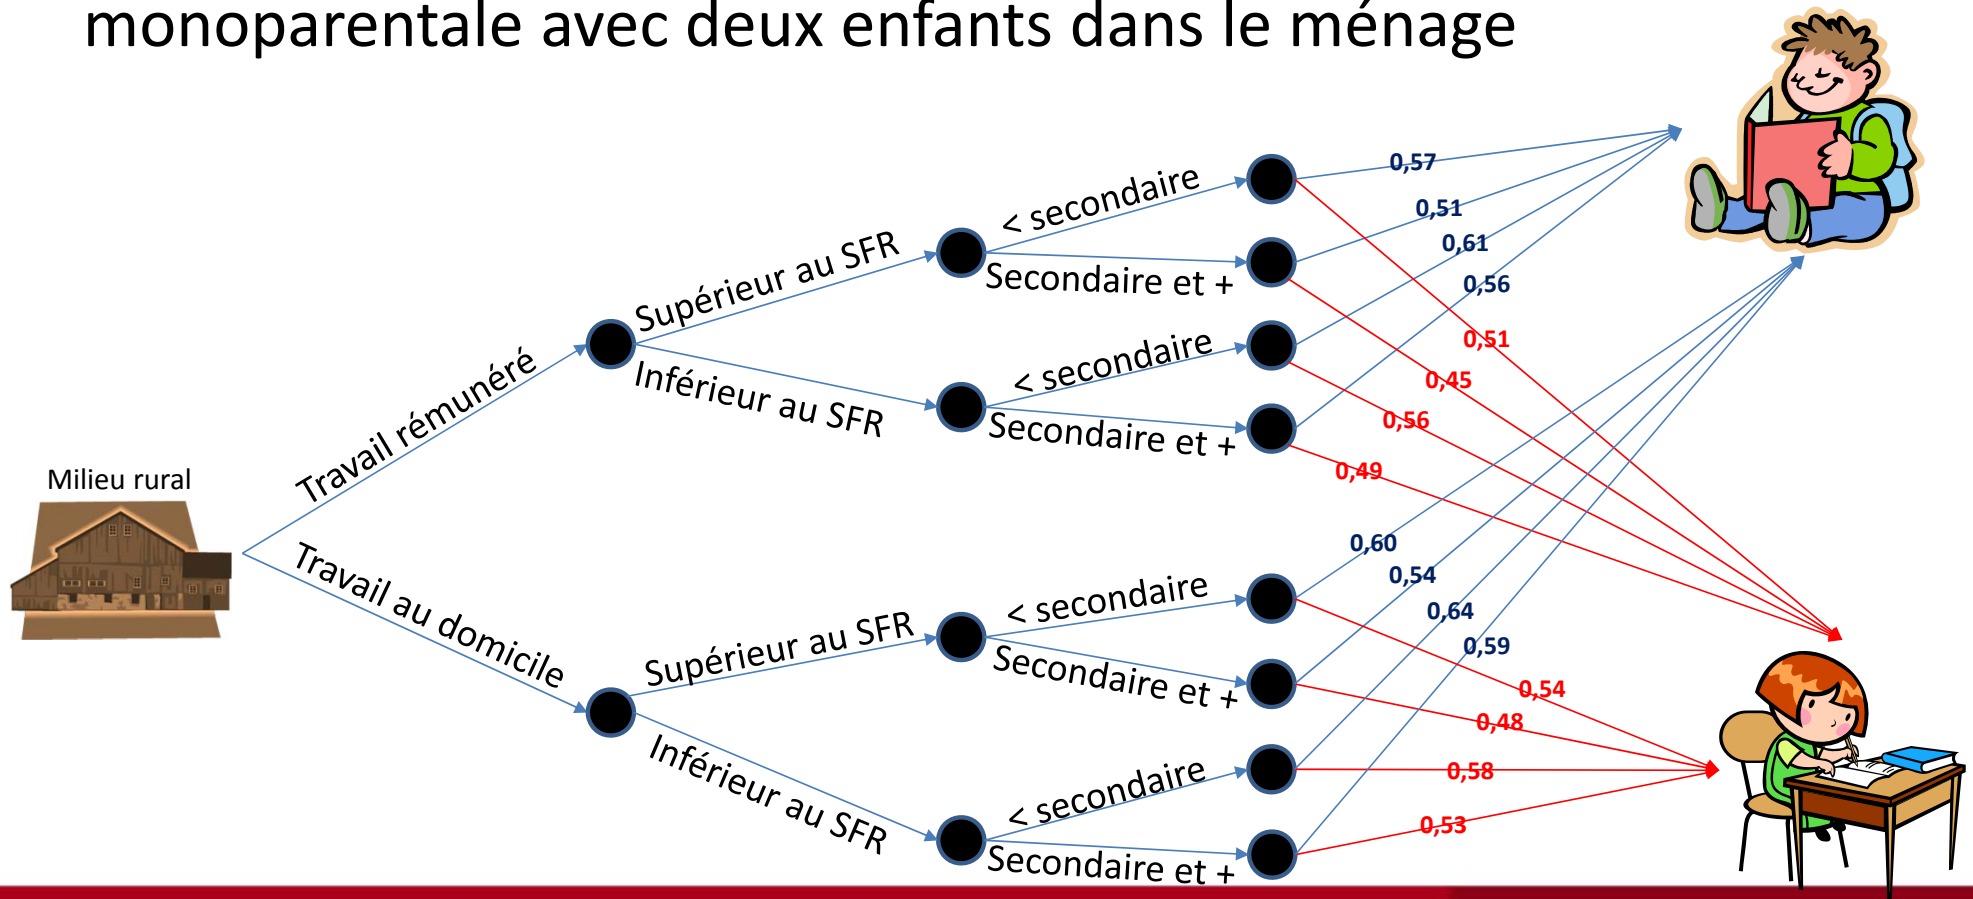 monoparentale avec deux enfants dans le ménage
0,57
< secondaire
0,51
Supérieur au SFR
0,61
Secondaire et +
0,56
0,51
< secondaire
Travail rémunéré
Inférieur au SFR
0,45
0,56
Secondaire et +
0,49
Milieu rural
0,60
Travail au domicile
0,54
< secondaire
0,64
Supérieur au SFR
0,59
Secondaire et +
0,54
0,48
0,58
Inférieur au SFR
< secondaire
0,53
Secondaire et +